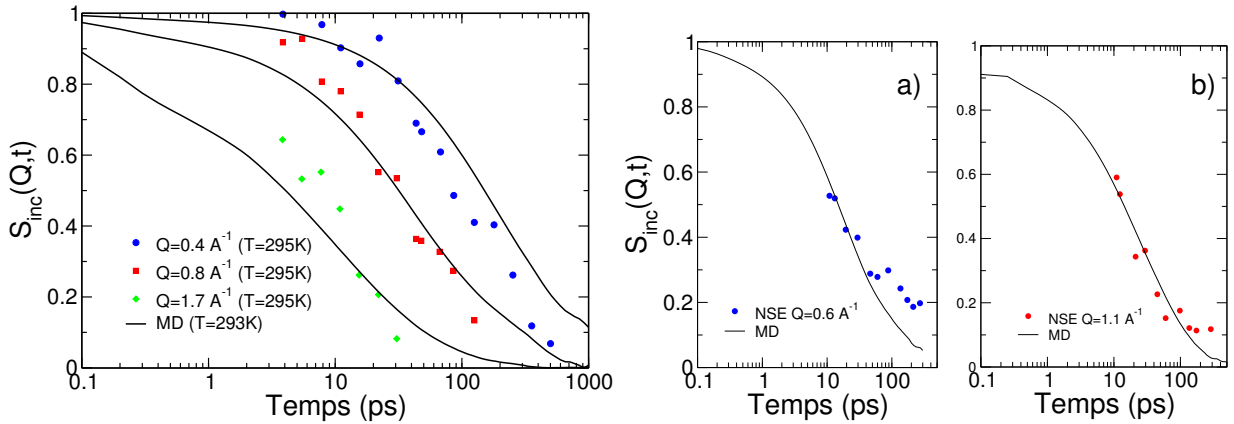 S_inc(Q,t)
1
0.8
0.6
0.4
0.2
0
0.1
1
10
100
1000
Temps (ps)
Q=0.4 A^-1 (T=295K)
Q=0.8 A^-1 (T=295K)
Q=1.7 A^-1 (T=295K)
MD (T=293K)
a)
S_inc(Q,t)
1
0.8
0.6
0.4
0.2
0
0.1
1
10
100
Temps (ps)
NSE Q=0.6 A^-1
MD
b)
1
0.8
0.6
0.4
0.2
0
0.1
1
10
100
Temps (ps)
NSE Q=1.1 A^-1
MD